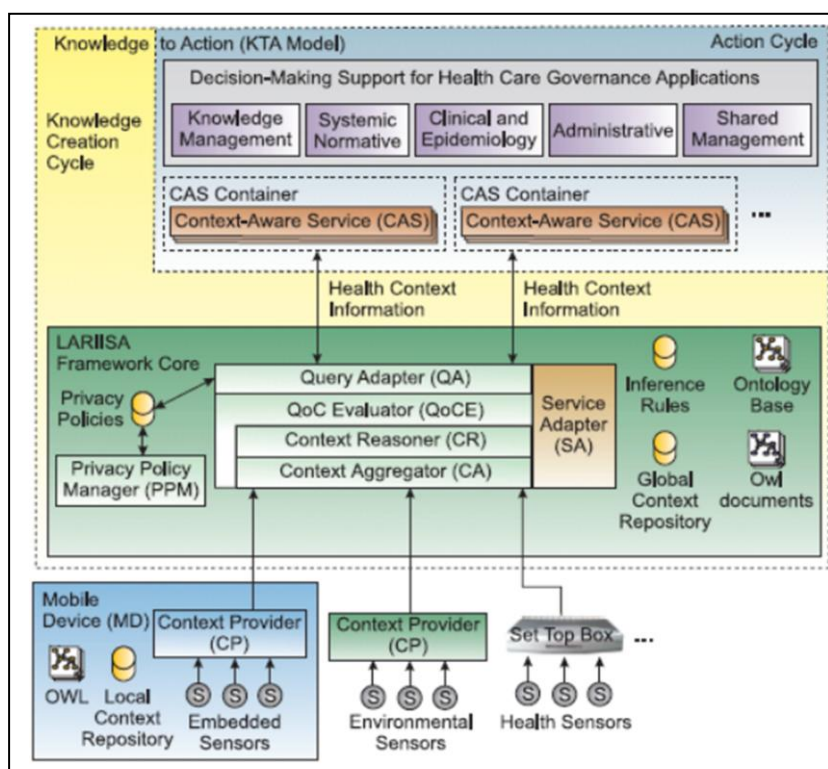 Knowledge to Action (KTA Model)
Action Cycle
Decision-Making Support for Health Care Governance Applications
Knowledge
Creation
Cycle
Knowledge
Management
Systemic
Normative
Clinical and
Epidemiology
Administrative
Shared
Management
CAS Container
Context-Aware Service (CAS)
CAS Container
Context-Aware Service (CAS)
...
Health Context
Information
Health Context
Information
LARIISA
Framework Core
Privacy
Policies
Privacy Policy
Manager (PPM)
Query Adapter (QA)
QoC Evaluator (QoCE)
Context Reasoner (CR)
Context Aggregator (CA)
Service
Adapter
(SA)
Inference
Rules
Ontology
Base
Global
Context
Repository
Owl
documents
Mobile
Device (MD)
Context Provider
(CP)
OWL
Local
Context
Repository
S S S
Embedded
Sensors
Context Provider
(CP)
S S S
Environmental
Sensors
Set Top Box
...
S S S
Health Sensors